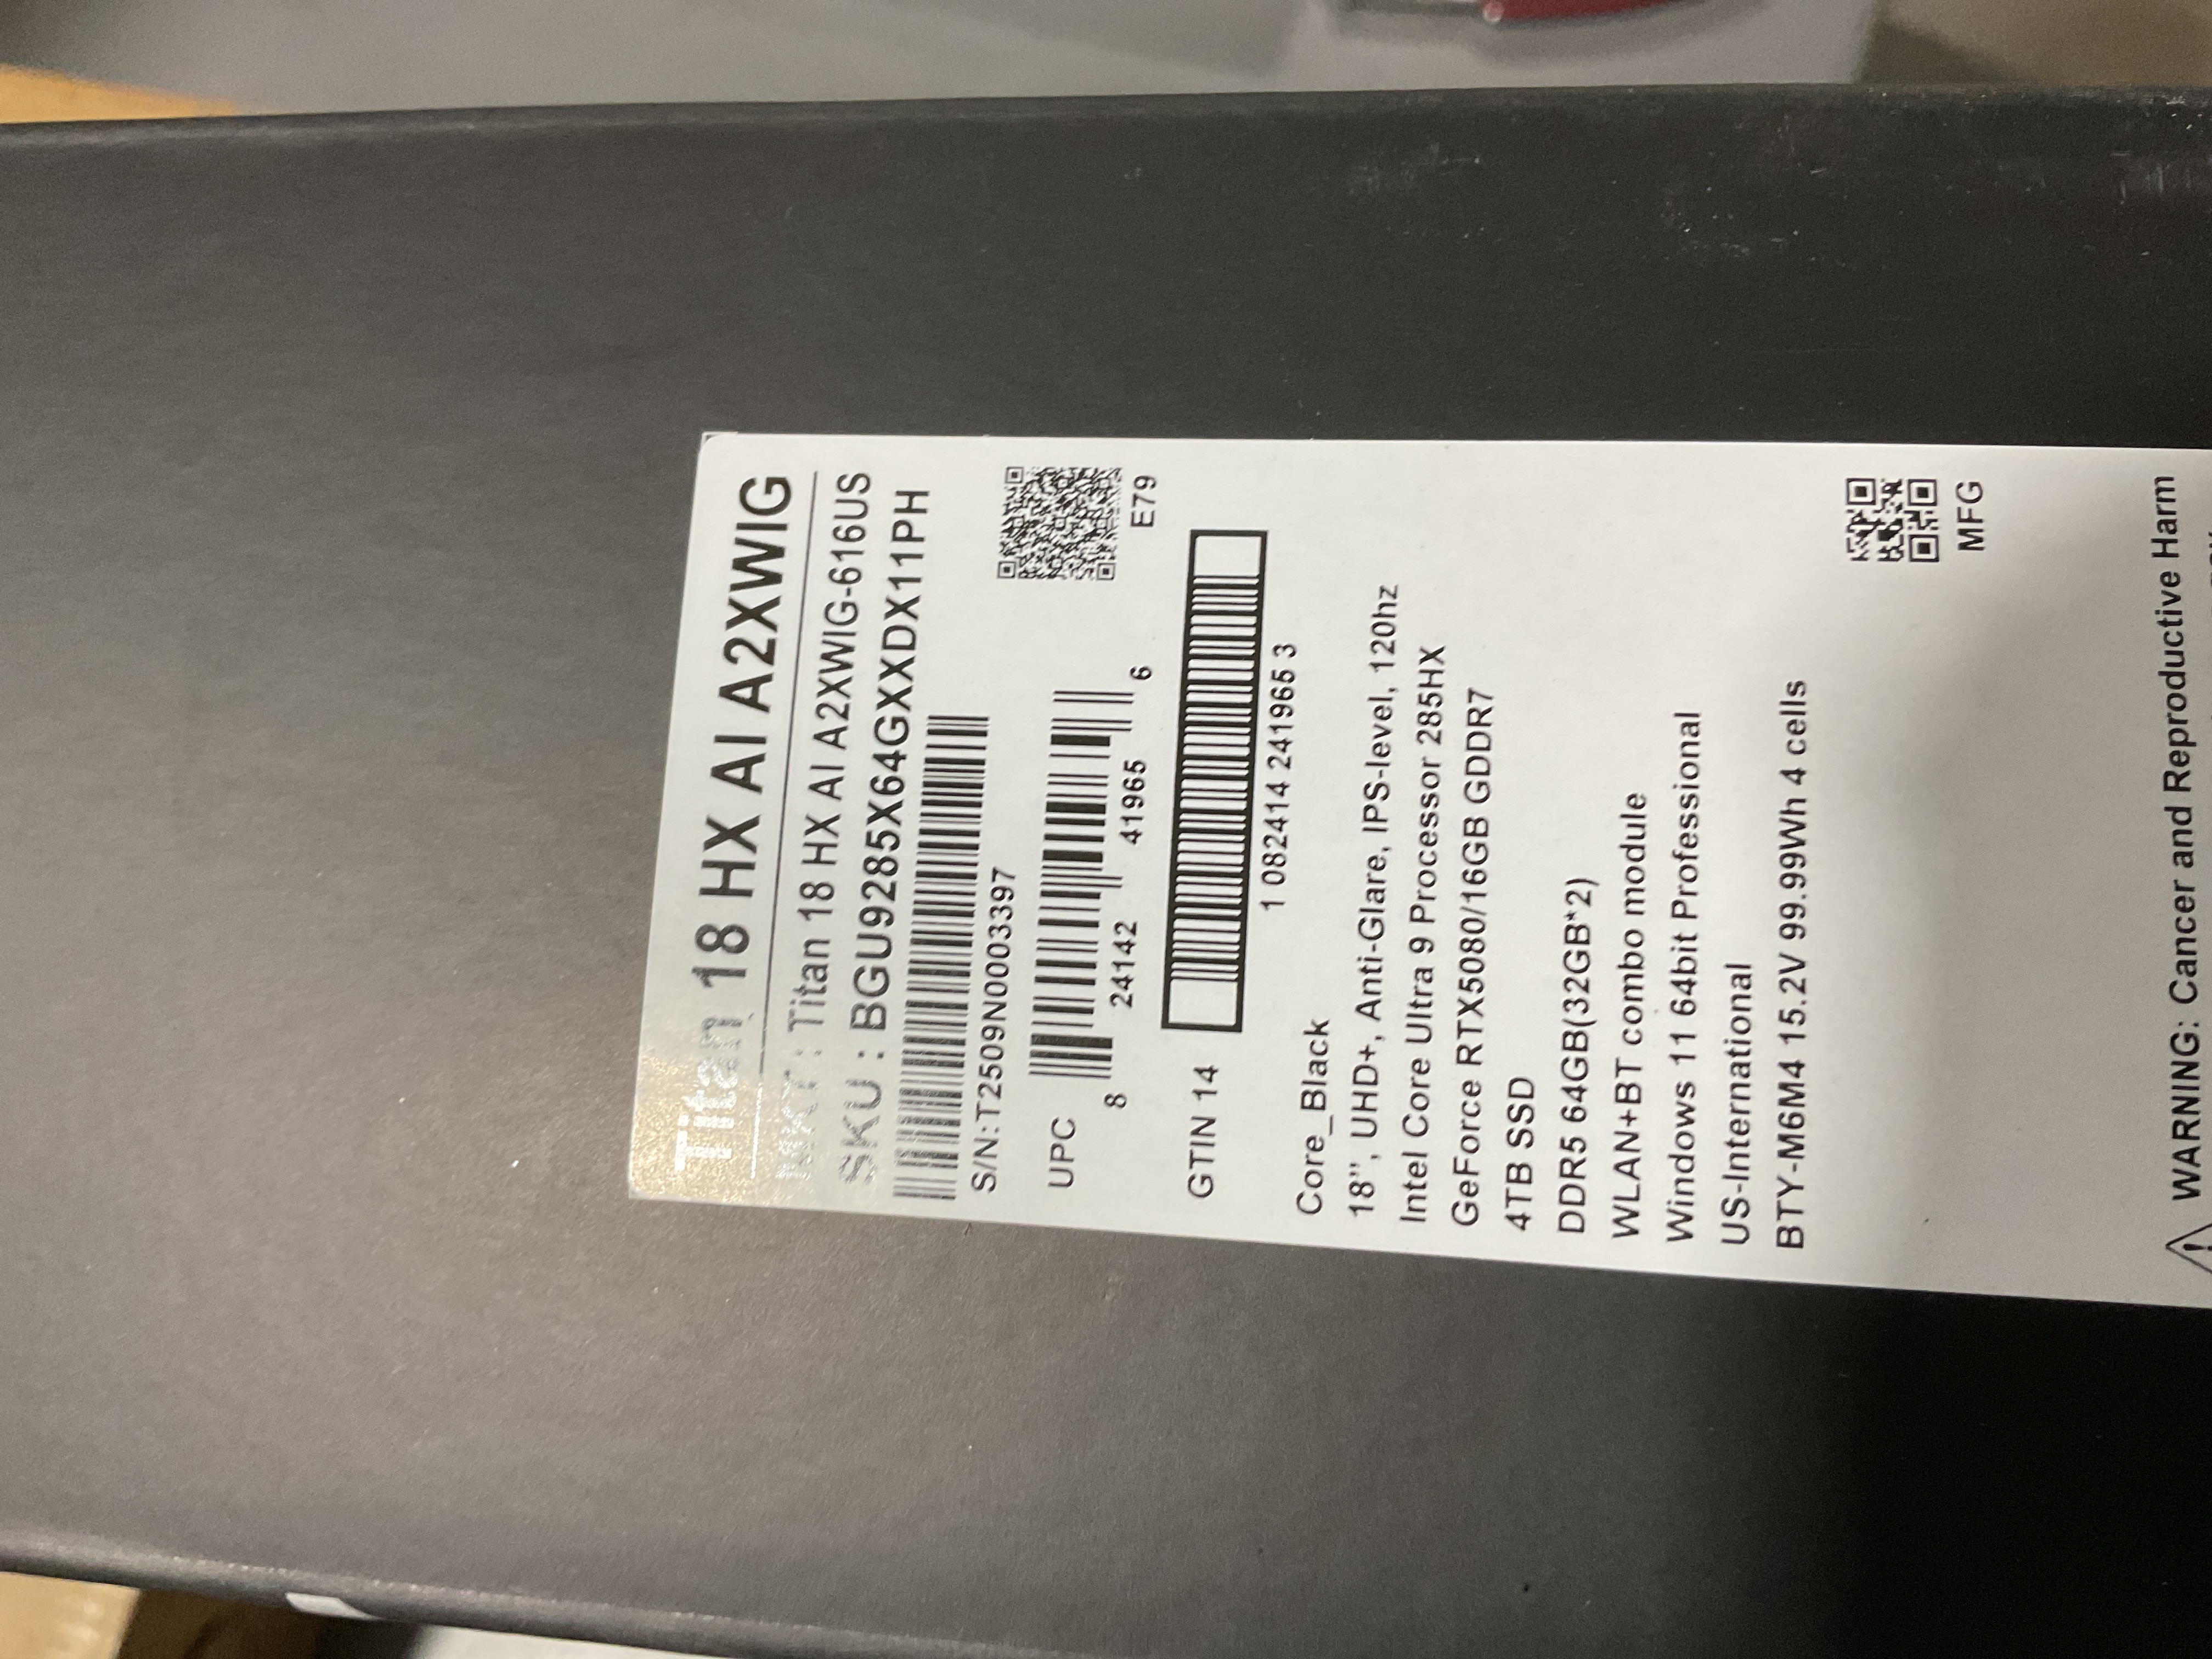 Titan 18 HX AI A2XWIG
MKT : Titan 18 HX AI A2XWIG-616US
SKU : BGU9285X64GXXDX11PH
S/N:T2509N0003397
UPC
8 24142 41965 6
E79
GTIN 14
1 082414 241965 3
Core_Black
18", UHD+, Anti-Glare, IPS-level, 120hz
Intel Core Ultra 9 Processor 285HX
GeForce RTX5080/16GB GDDR7
4TB SSD
DDR5 64GB(32GB*2)
WLAN+BT combo module
Windows 11 64bit Professional
US-International
BTY-M6M4 15.2V 99.99Wh 4 cells
MFG
WARNING: Cancer and Reproductive Harm